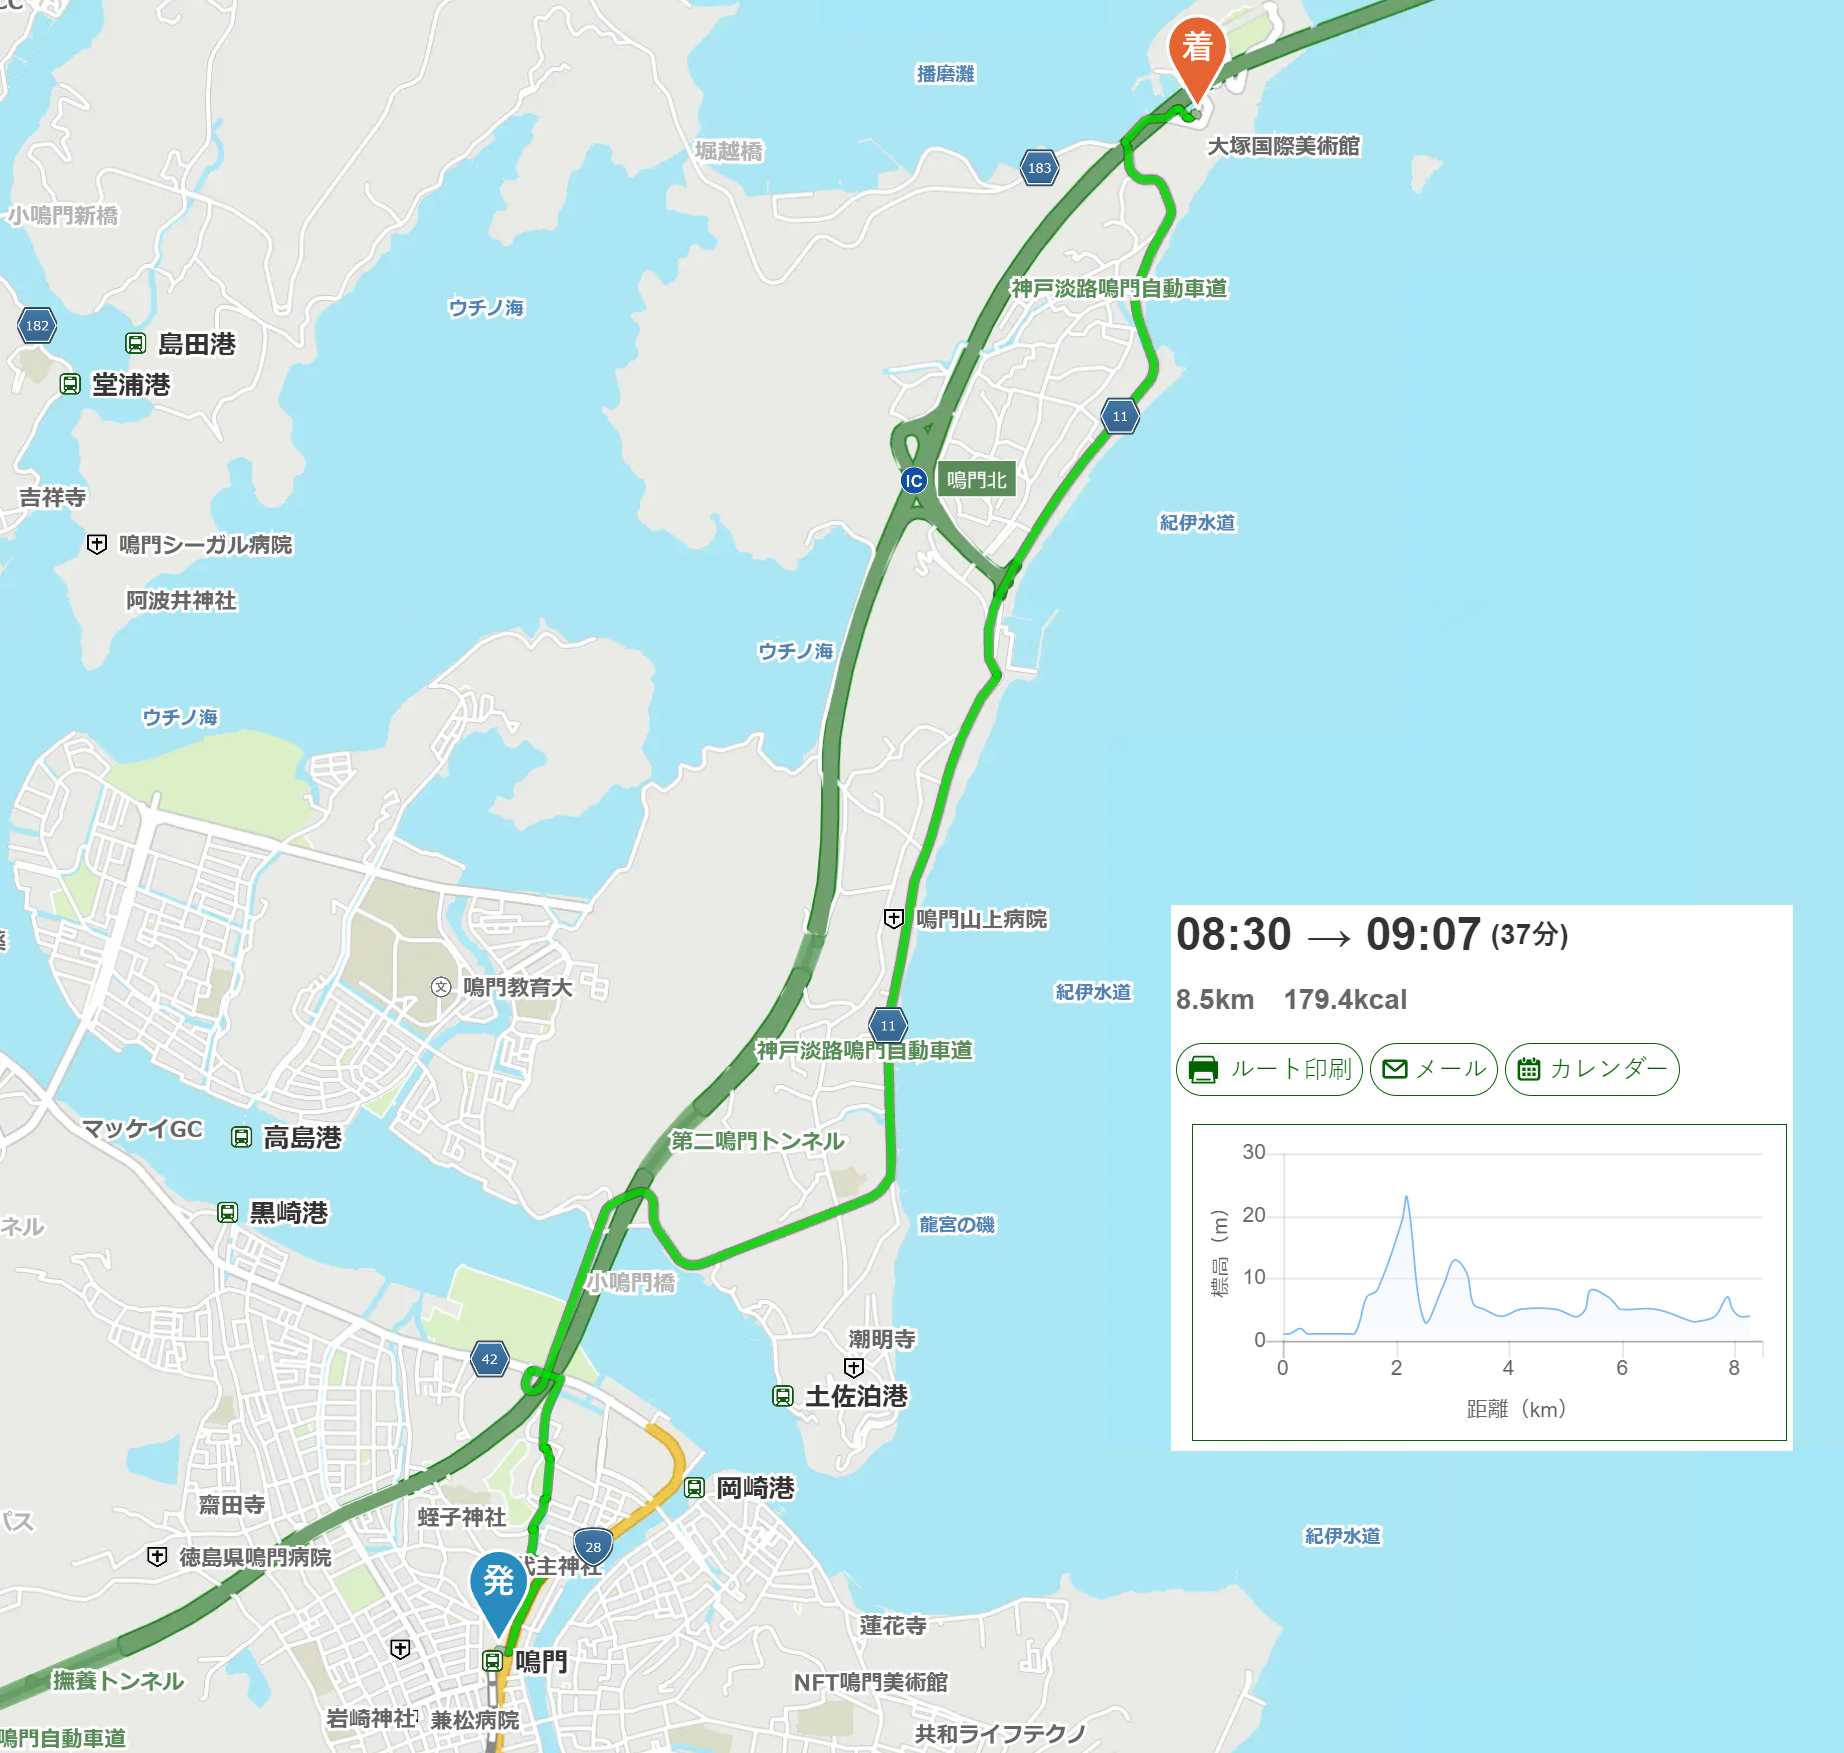 CC
着
播磨灘
大塚国際美術館
堀越橋
183
小鳴門新橋
神戸淡路鳴門自動車道
ウチノ海
182
島田港
堂浦港
11
IC
鳴門北
吉祥寺
紀伊水道
鳴門シーガル病院
阿波井神社
ウチノ海
ウチノ海
鳴門山上病院
08:30 → 09:07 (37分)
文
鳴門教育大
紀伊水道
8.5km 179.4kcal
11
神戸淡路鳴門自動車道
ルート印刷
メール
カレンダー
マッケイGC
高島港
第二鳴門トンネル
30
20
10
0
標高 (m)
0 2 4 6 8
距離 (km)
黒崎港
ネル
龍宮の磯
小鳴門橋
潮明寺
42
土佐泊港
岡崎港
齋田寺
蛭子神社
パス
28
紀伊水道
徳島県鳴門病院
代主神社
発
蓮花寺
鳴門
撫養トンネル
NFT鳴門美術館
岩崎神社
兼松病院
共和ライフテクノ
鳴門自動車道